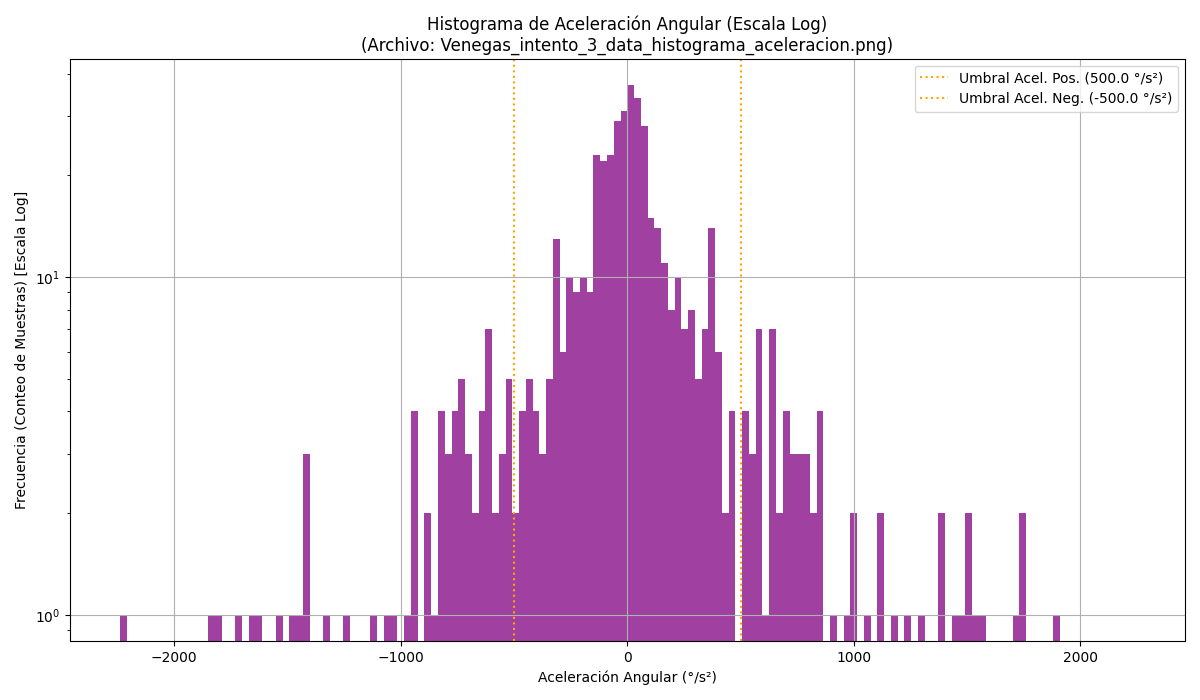 Histograma de Aceleración Angular (Escala Log)
(Archivo: Venegas_intento_3_data_histograma_aceleracion.png)
Umbral Acel. Pos. (500.0 °/s²)
Umbral Acel. Neg. (-500.0 °/s²)
Frecuencia (Conteo de Muestras) [Escala Log]
10¹
10⁰
−2000
−1000
0
1000
2000
Aceleración Angular (°/s²)